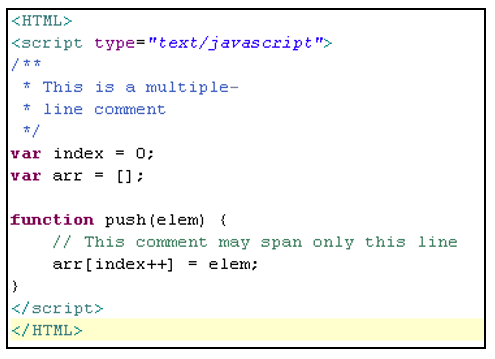 <HTML>
<script type="text/javascript">
/**
 * This is a multiple-
 * line comment
 */
var index = 0;
var arr = [];

function push(elem) {
    // This comment may span only this line
    arr[index++] = elem;
}
</script>
</HTML>